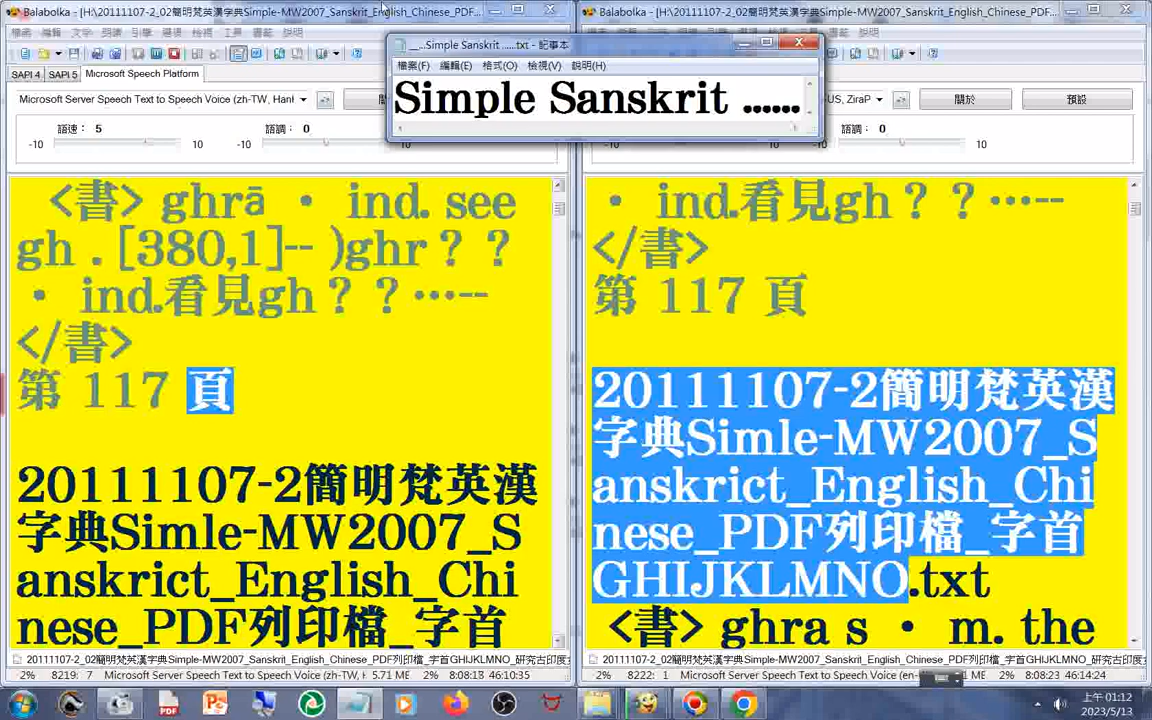 Balabolka - [H:\20111107-2_02簡明梵英漢字典Simple-MW2007_Sanskrit_English_Chinese_PDF...
Balabolka - [H:\20111107-2_02簡明梵英漢字典Simple-MW2007_Sanskrit_English_Chinese_PDF...
__...Simple Sanskrit ......txt - 記事本
檔案(F) 編輯(E) 格式(O) 檢視(V) 說明(H)
Simple Sanskrit ......
SAPI 4 SAPI 5 Microsoft Speech Platform
Microsoft Server Speech Text to Speech Voice (zh-TW, Han
US, ZiraP
關於
預設
語速： 5
語調： 0
語調： 0
-10 10 -10
-10 10
<書> ghrā · ind. see
gh . [380,1]-- )ghr？？
· ind.看見gh？？…--
</書>
第 117 頁
20111107-2簡明梵英漢
字典Simle-MW2007_S
anskrict_English_Chi
nese_PDF列印檔_字首
· ind.看見gh？？…--
</書>
第 117 頁
20111107-2簡明梵英漢
字典Simle-MW2007_S
anskrict_English_Chi
nese_PDF列印檔_字首
GHIJKLMNO.txt
<書> ghra s · m. the
20111107-2_02簡明梵英漢字典Simple-MW2007_Sanskrit_English_Chinese_PDF列印檔_字首GHIJKLMNO_研究古印度
20111107-2_02簡明梵英漢字典Simple-MW2007_Sanskrit_English_Chinese_PDF列印檔_字首GHIJKLMNO_研究古印度
2% 8219: 7 Microsoft Server Speech Text to Speech Voice (zh-TW, 5.71 ME 2% 8:08:13 46:10:35
2% 8222: 1 Microsoft Server Speech Text to Speech ME 2% 8:08:23 46:14:24
上午 01:12
2023/5/13